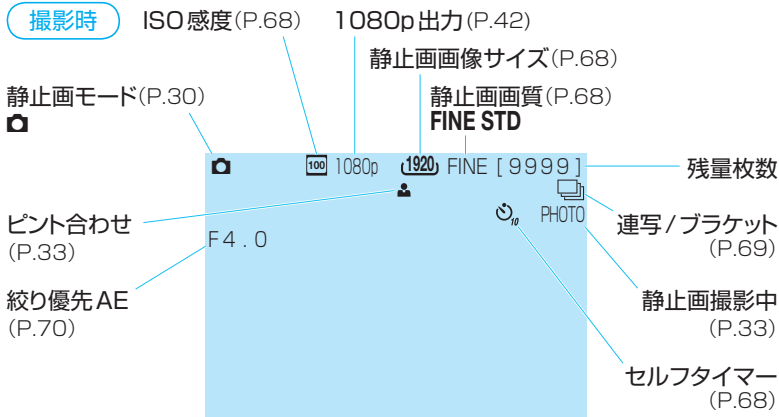 撮影時 ISO感度(P.68) 1080p出力(P.42)
静止画画像サイズ(P.68)
静止画モード(P.30)
静止画画質(P.68)
FINE STD
100 1080p 1920 FINE [9999]
残量枚数
ピント合わせ
(P.33)
10 PHOTO
連写/ブラケット
(P.69)
F4.0
絞り優先AE
(P.70)
静止画撮影中
(P.33)
セルフタイマー
(P.68)